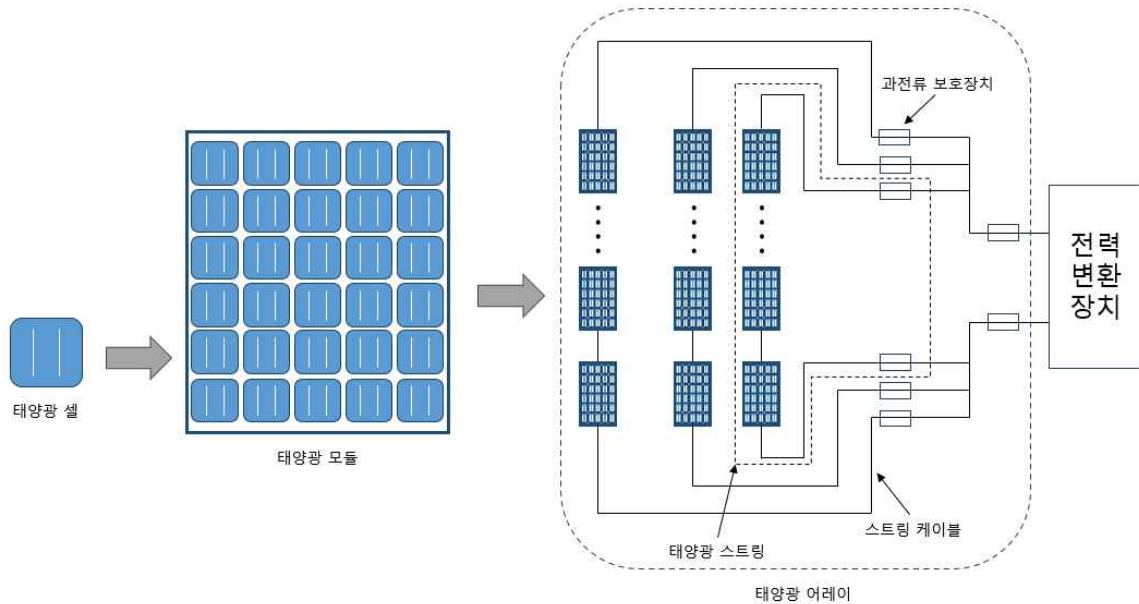 과전류 보호장치
전력
변환
장치
태양광 셀
태양광 모듈
태양광 스트링
스트링 케이블
태양광 어레이